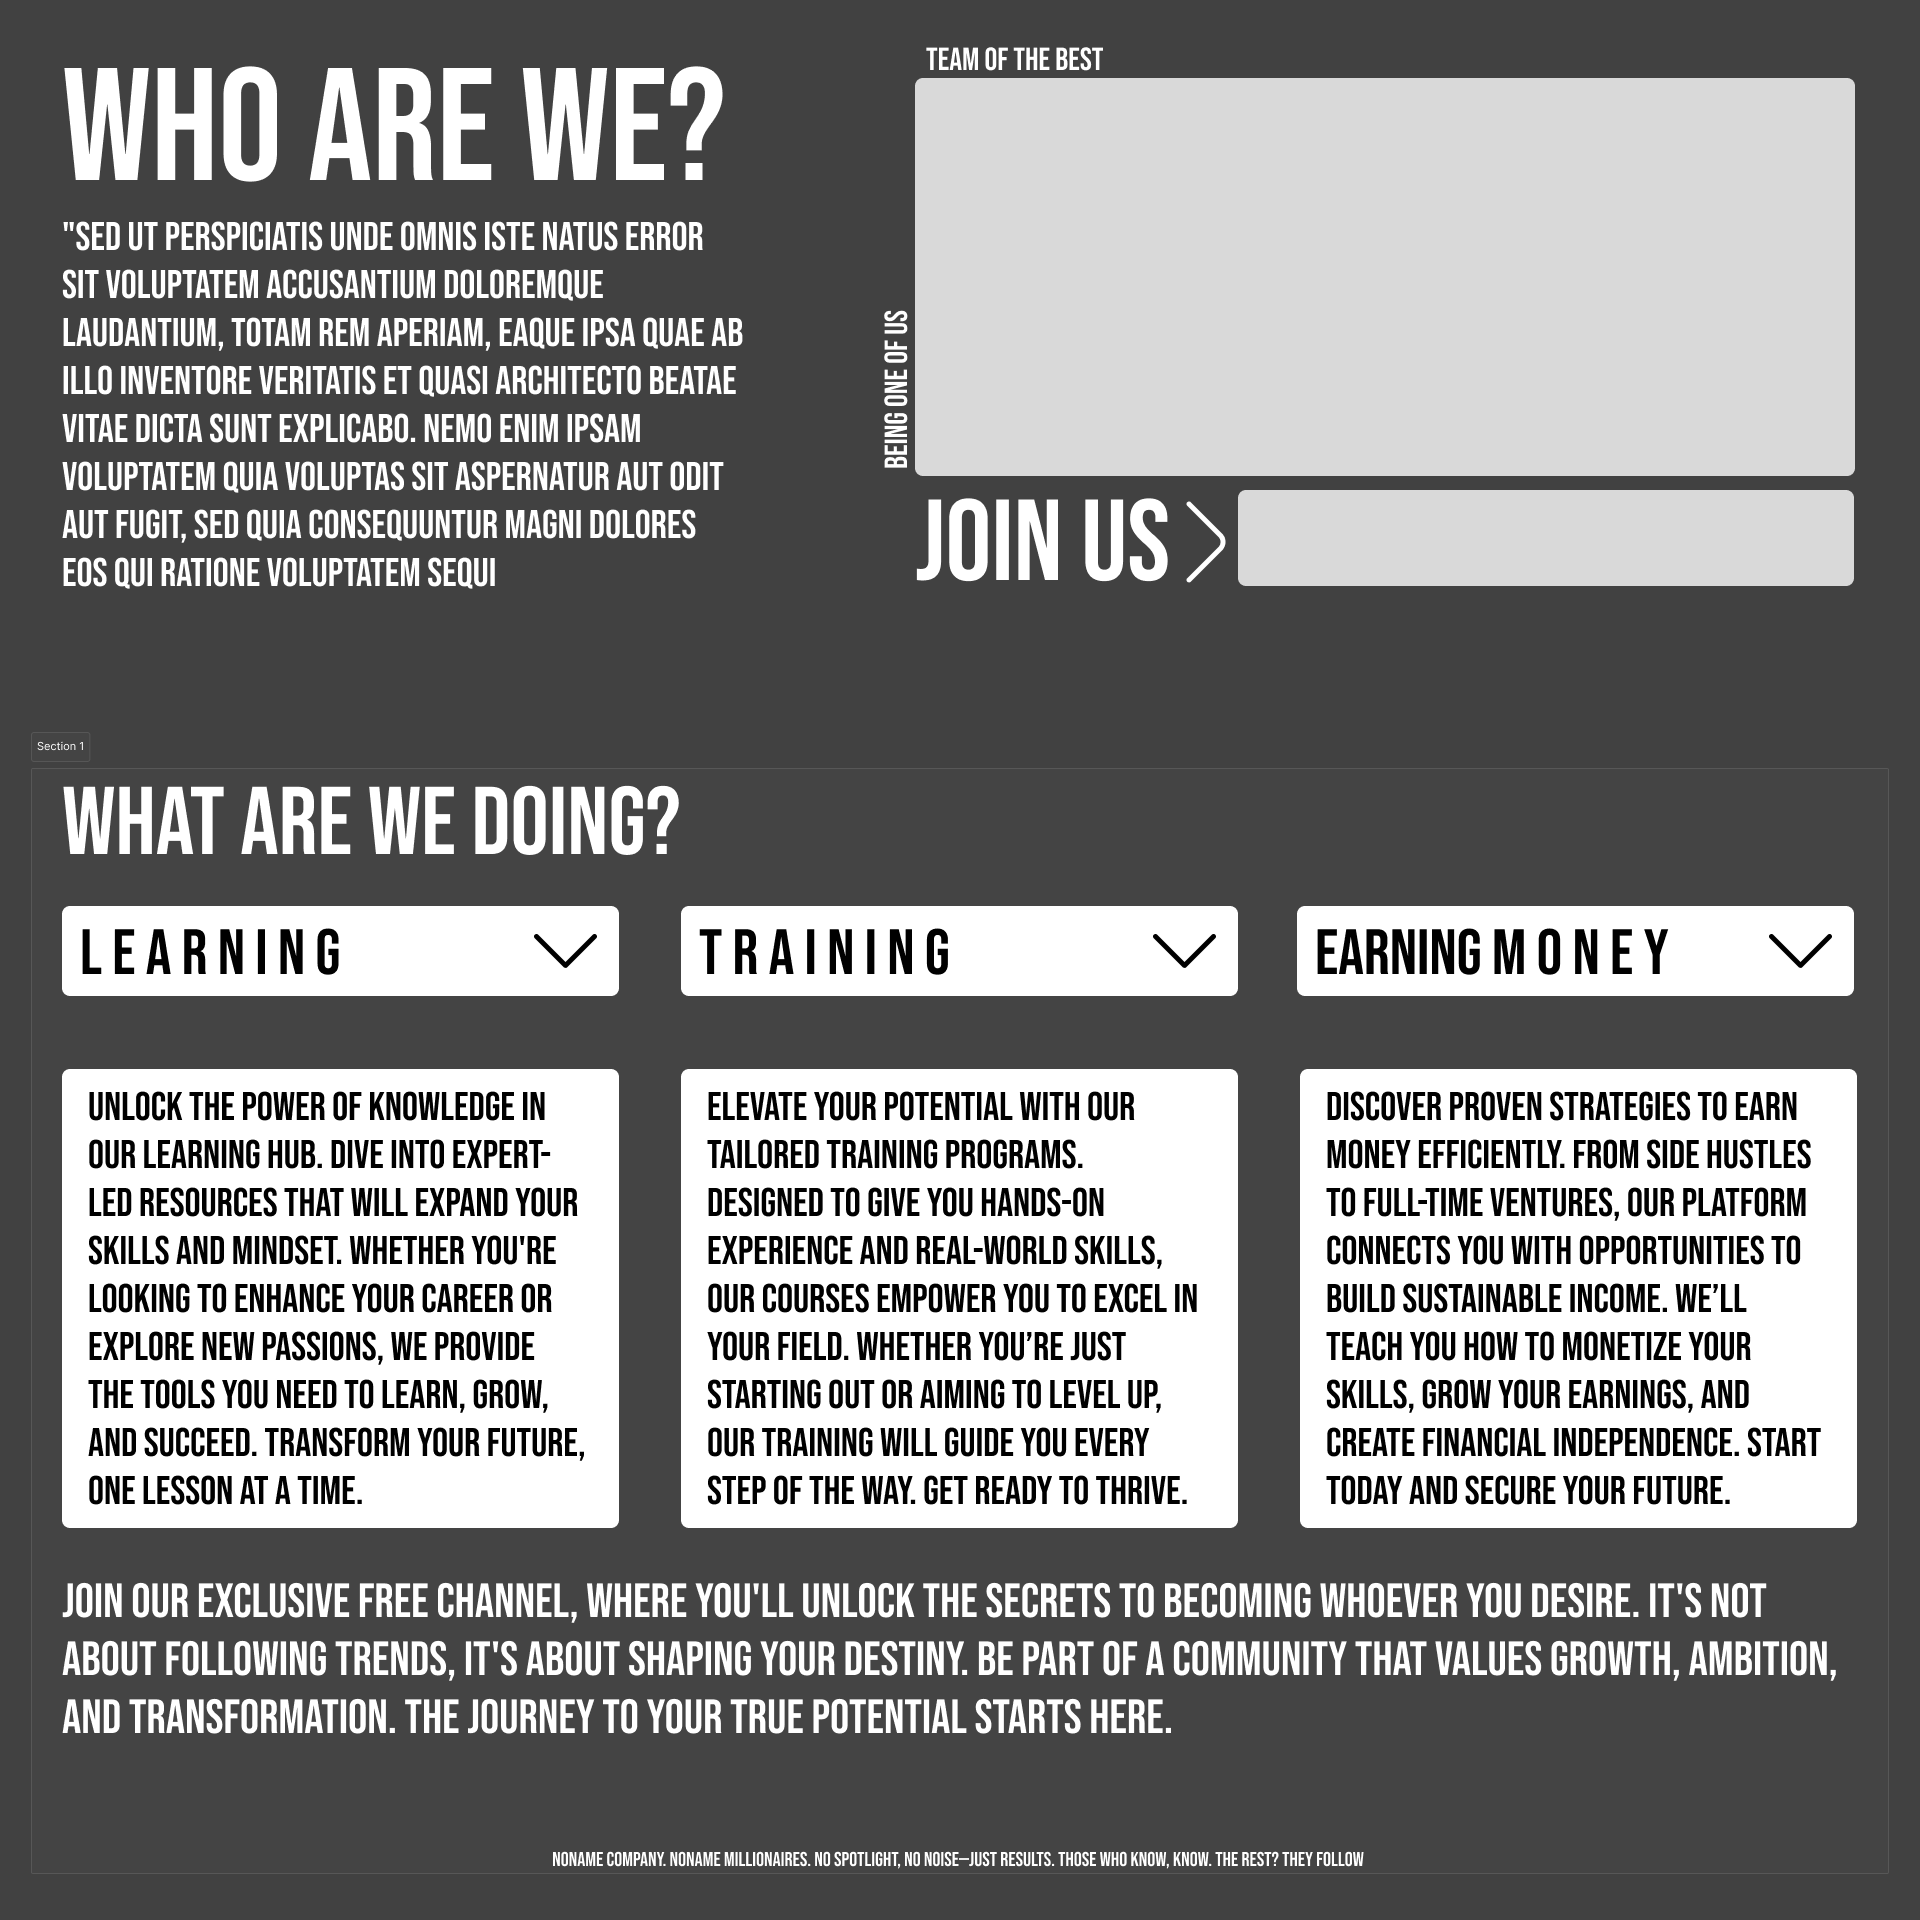 WHO ARE WE?
"SED UT PERSPICIATIS UNDE OMNIS ISTE NATUS ERROR
SIT VOLUPTATEM ACCUSANTIUM DOLOREMQUE
LAUDANTIUM, TOTAM REM APERIAM, EAQUE IPSA QUAE AB
ILLO INVENTORE VERITATIS ET QUASI ARCHITECTO BEATAE
VITAE DICTA SUNT EXPLICABO. NEMO ENIM IPSAM
VOLUPTATEM QUIA VOLUPTAS SIT ASPERNATUR AUT ODIT
AUT FUGIT, SED QUIA CONSEQUUNTUR MAGNI DOLORES
EOS QUI RATIONE VOLUPTATEM SEQUI
TEAM OF THE BEST
BEING ONE OF US
JOIN US
Section 1
WHAT ARE WE DOING?
LEARNING
TRAINING
EARNING MONEY
UNLOCK THE POWER OF KNOWLEDGE IN
OUR LEARNING HUB. DIVE INTO EXPERT-
LED RESOURCES THAT WILL EXPAND YOUR
SKILLS AND MINDSET. WHETHER YOU'RE
LOOKING TO ENHANCE YOUR CAREER OR
EXPLORE NEW PASSIONS, WE PROVIDE
THE TOOLS YOU NEED TO LEARN, GROW,
AND SUCCEED. TRANSFORM YOUR FUTURE,
ONE LESSON AT A TIME.
ELEVATE YOUR POTENTIAL WITH OUR
TAILORED TRAINING PROGRAMS.
DESIGNED TO GIVE YOU HANDS-ON
EXPERIENCE AND REAL-WORLD SKILLS,
OUR COURSES EMPOWER YOU TO EXCEL IN
YOUR FIELD. WHETHER YOU’RE JUST
STARTING OUT OR AIMING TO LEVEL UP,
OUR TRAINING WILL GUIDE YOU EVERY
STEP OF THE WAY. GET READY TO THRIVE.
DISCOVER PROVEN STRATEGIES TO EARN
MONEY EFFICIENTLY. FROM SIDE HUSTLES
TO FULL-TIME VENTURES, OUR PLATFORM
CONNECTS YOU WITH OPPORTUNITIES TO
BUILD SUSTAINABLE INCOME. WE’LL
TEACH YOU HOW TO MONETIZE YOUR
SKILLS, GROW YOUR EARNINGS, AND
CREATE FINANCIAL INDEPENDENCE. START
TODAY AND SECURE YOUR FUTURE.
JOIN OUR EXCLUSIVE FREE CHANNEL, WHERE YOU'LL UNLOCK THE SECRETS TO BECOMING WHOEVER YOU DESIRE. IT'S NOT
ABOUT FOLLOWING TRENDS, IT'S ABOUT SHAPING YOUR DESTINY. BE PART OF A COMMUNITY THAT VALUES GROWTH, AMBITION,
AND TRANSFORMATION. THE JOURNEY TO YOUR TRUE POTENTIAL STARTS HERE.
NONAME COMPANY. NONAME MILLIONAIRES. NO SPOTLIGHT, NO NOISE—JUST RESULTS. THOSE WHO KNOW, KNOW. THE REST? THEY FOLLOW